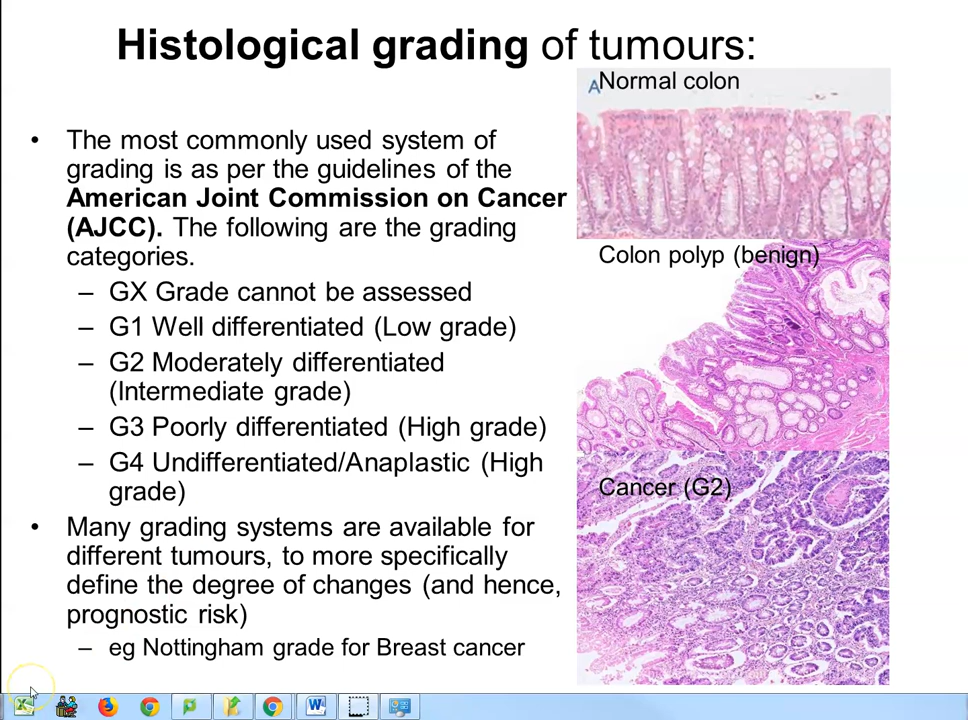 Histological grading of tumours:
A Normal colon
• The most commonly used system of
grading is as per the guidelines of the
American Joint Commission on Cancer
(AJCC). The following are the grading
categories.
– GX Grade cannot be assessed
– G1 Well differentiated (Low grade)
– G2 Moderately differentiated
(Intermediate grade)
– G3 Poorly differentiated (High grade)
– G4 Undifferentiated/Anaplastic (High
grade)
• Many grading systems are available for
different tumours, to more specifically
define the degree of changes (and hence,
prognostic risk)
– eg Nottingham grade for Breast cancer
Colon polyp (benign)
Cancer (G2)